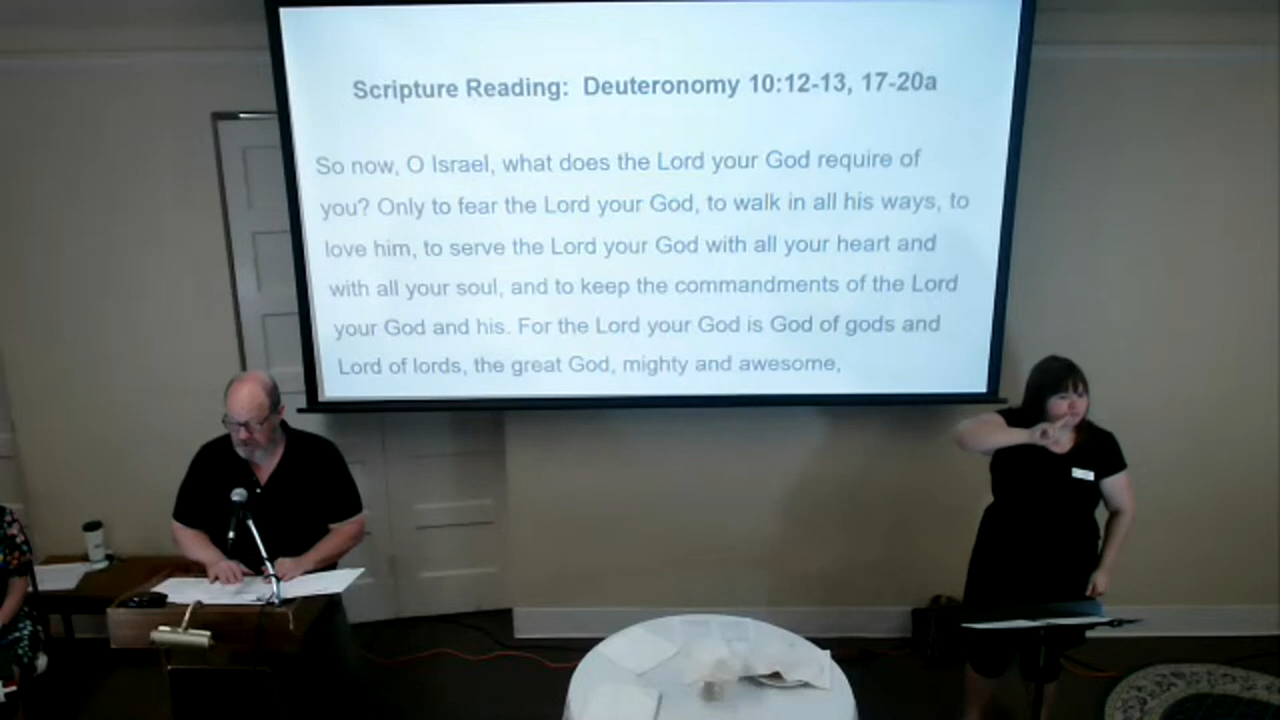 Scripture Reading: Deuteronomy 10:12-13, 17-20a
So now, O Israel, what does the Lord your God require of
you? Only to fear the Lord your God, to walk in all his ways, to
love him, to serve the Lord your God with all your heart and
with all your soul, and to keep the commandments of the Lord
your God and his. For the Lord your God is God of gods and
Lord of lords, the great God, mighty and awesome,